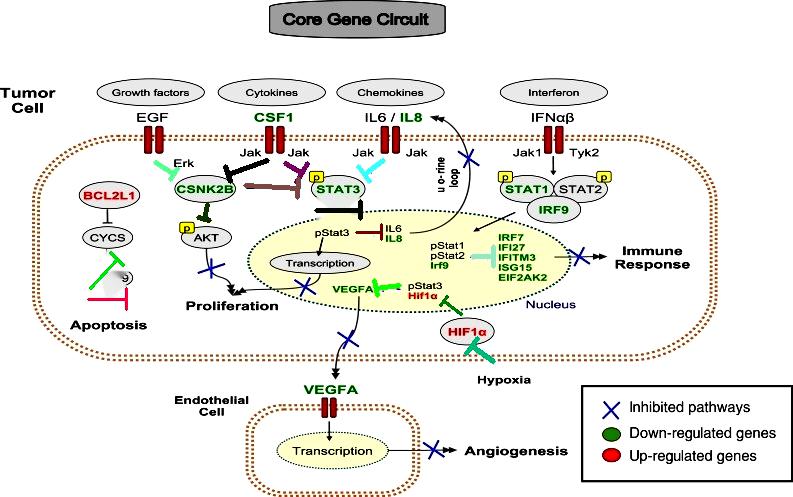 Core Gene Circuit
Tumor
Cell
Growth factors
Cytokines
Chemokines
Interferon
EGF
CSF1
IL6 / IL8
IFNαβ
Erk
Jak
Jak
Jak
Jak
Jak1
Tyk2
loop
BCL2L1
CSNK2B
p
STAT3
p
STAT1
STAT2
p
IRF9
CYCS
p
AKT
pStat3
IL6
IL8
pStat1
pStat2
Irf9
IRF7
IFI27
IFITM3
ISG15
EIF2AK2
Immune
Response
Transcription
9
Proliferation
VEGFA
pStat3
Hif1α
Nucleus
Apoptosis
HIF1α
Hypoxia
VEGFA
Endothelial
Cell
Transcription
Angiogenesis
Inhibited pathways
Down-regulated genes
Up-regulated genes